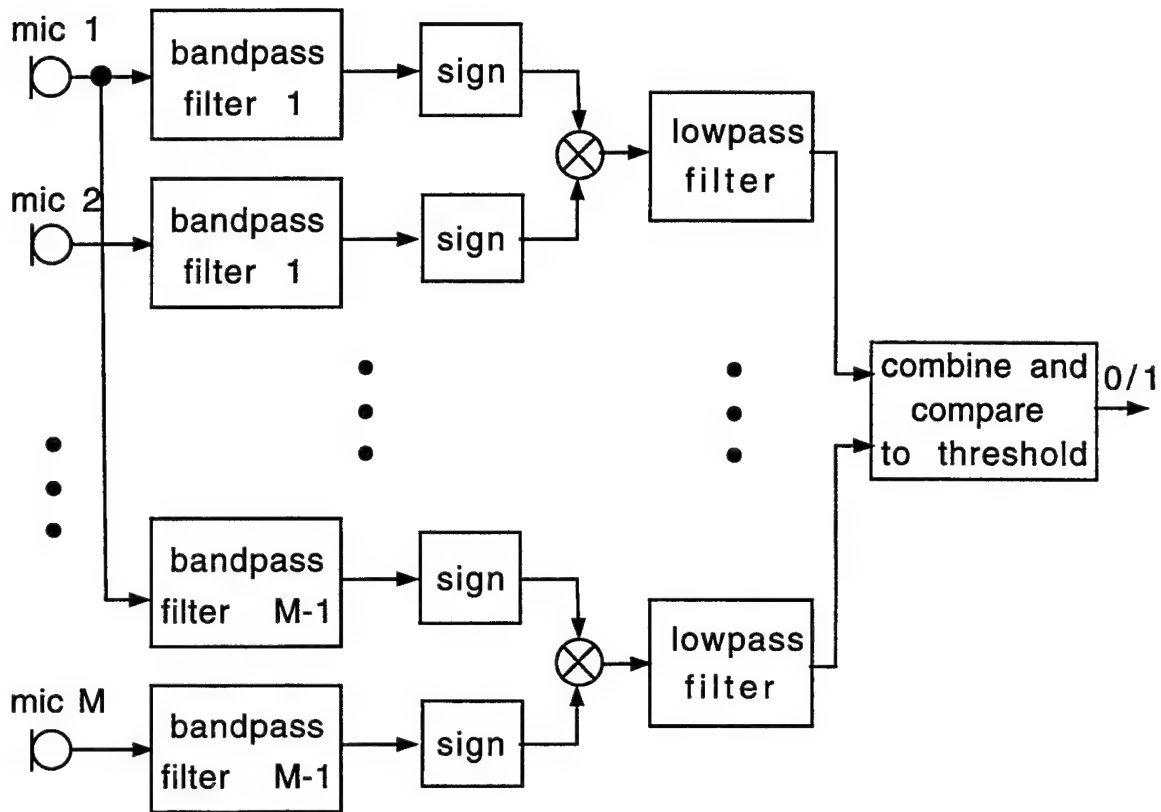 mic 1
bandpass
filter 1
sign
lowpass
filter
mic 2
bandpass
filter 1
sign
combine and
compare
to threshold
0/1
bandpass
filter M-1
sign
lowpass
filter
mic M
bandpass
filter M-1
sign